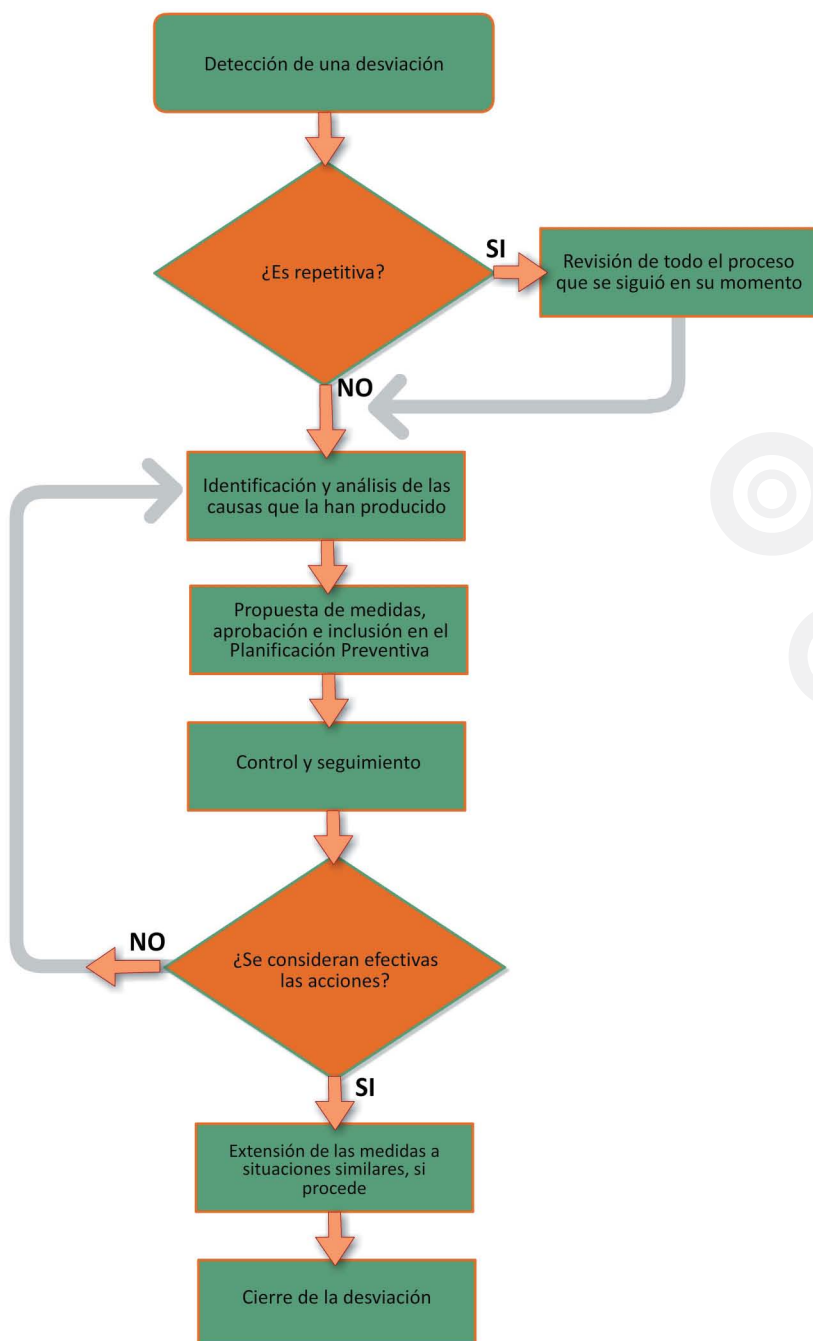 Detección de una desviación
¿Es repetitiva?
SI
Revisión de todo el proceso
que se siguió en su momento
NO
Identificación y análisis de las
causas que la han producido
Propuesta de medidas,
aprobación e inclusión en el
Planificación Preventiva
Control y seguimiento
NO
¿Se consideran efectivas
las acciones?
SI
Extensión de las medidas a
situaciones similares, si
procede
Cierre de la desviación